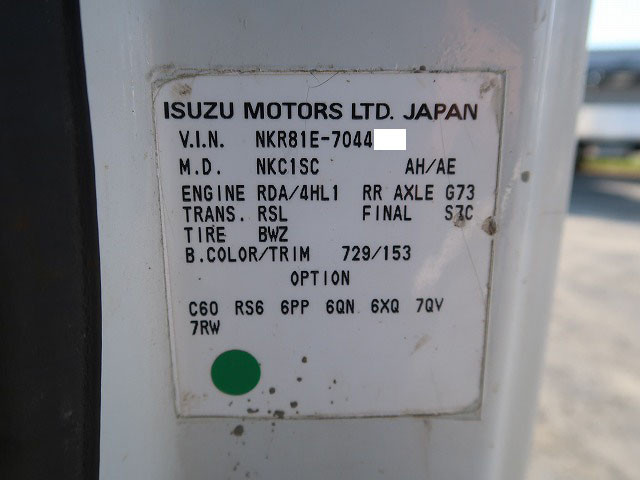 ISUZU MOTORS LTD. JAPAN
V.I.N. NKR81E-7044
M.D. NKC1SC AH/AE
ENGINE RDA/4HL1 RR AXLE G73
TRANS. RSL FINAL S7C
TIRE BWZ
B.COLOR/TRIM 729/153
OPTION
C60 RS6 6PP 6QN 6XQ 7QV
7RW